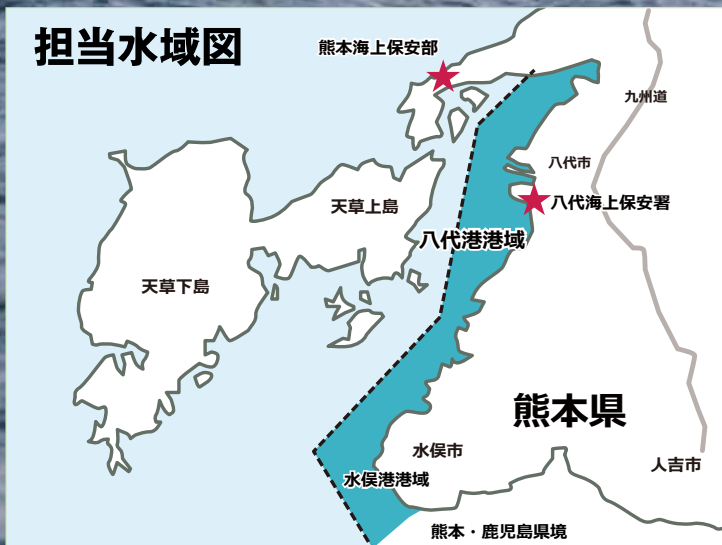 担当水域図
熊本海上保安部
九州道
八代市
八代海上保安署
天草上島
八代港港域
天草下島
熊本県
水俣市
人吉市
水俣港港域
熊本・鹿児島県境